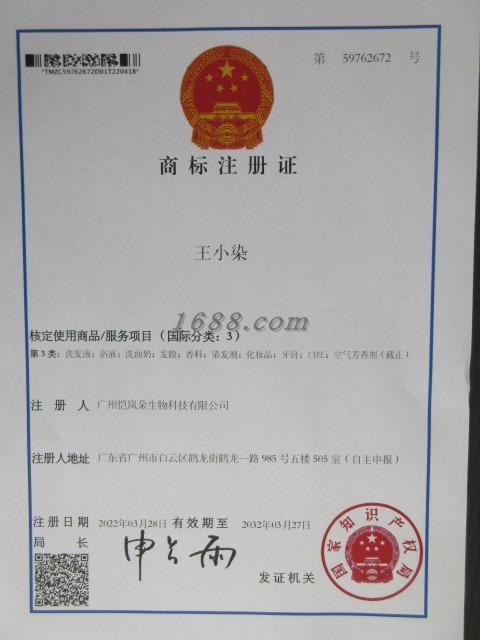 第 59762672 号
*TMZC59762672D01T220418*
商标注册证
王小染
1688.com
核定使用商品/服务项目（国际分类：3）
第3类：洗发液；浴液；洗面奶；发膜；香料；染发剂；化妆品；牙膏；口红；空气芳香剂（截止）
注册人 广州恺岚朵生物科技有限公司
注册人地址 广东省广州市白云区鹤龙街鹤龙一路985号五楼505室（自主申报）
注册日期 2022年03月28日 有效期至 2032年03月27日
局长 申长雨
发证机关
国家知识产权局